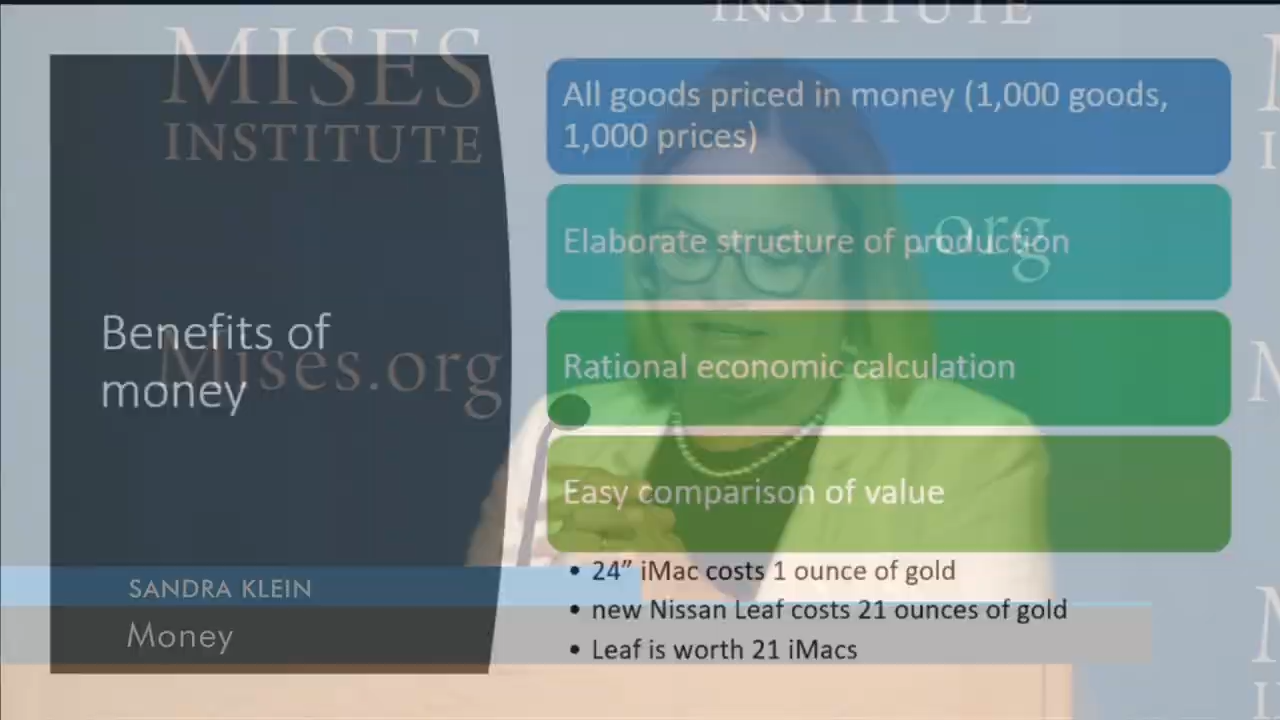 INSTITUTE
MISES
INSTITUTE
Mises.org
.org
Benefits of
money
All goods priced in money (1,000 goods,
1,000 prices)
Elaborate structure of production
Rational economic calculation
Easy comparison of value
• 24” iMac costs 1 ounce of gold
• new Nissan Leaf costs 21 ounces of gold
• Leaf is worth 21 iMacs
SANDRA KLEIN
Money